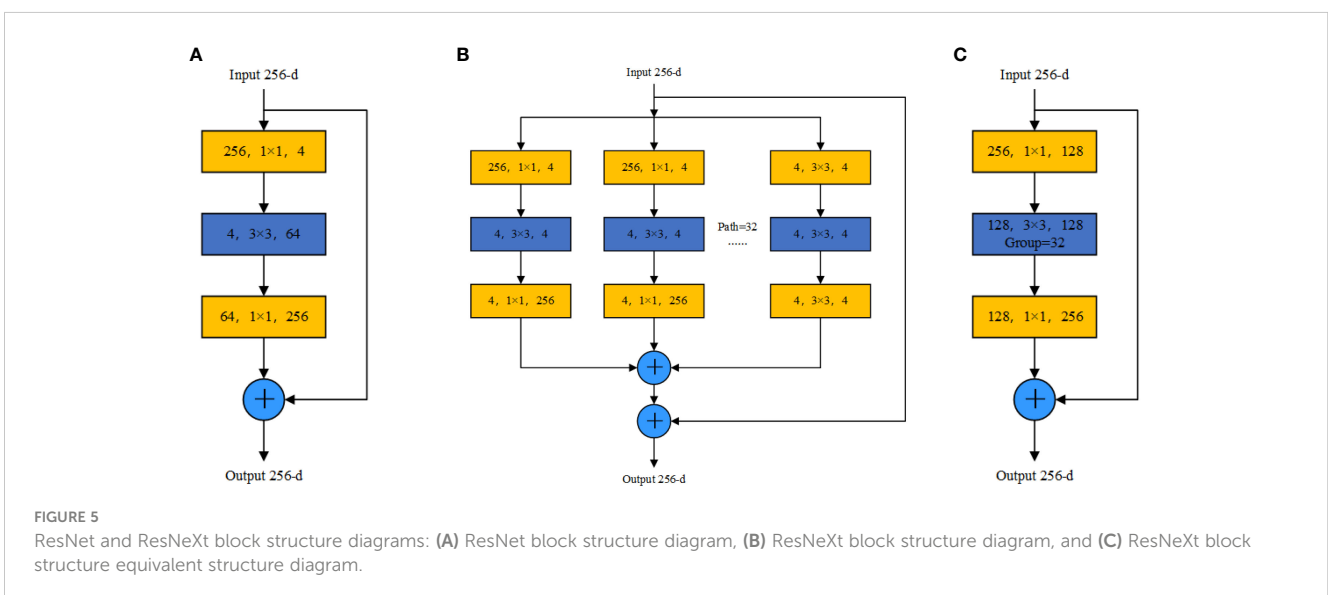 A
Input 256-d
256, 1×1, 4
4, 3×3, 64
64, 1×1, 256
+
Output 256-d
B
Input 256-d
256, 1×1, 4
256, 1×1, 4
4, 3×3, 4
4, 3×3, 4
4, 3×3, 4
Path=32
......
4, 3×3, 4
4, 1×1, 256
4, 1×1, 256
4, 3×3, 4
+
+
Output 256-d
C
Input 256-d
256, 1×1, 128
128, 3×3, 128
Group=32
128, 1×1, 256
+
Output 256-d
FIGURE 5
ResNet and ResNeXt block structure diagrams: (A) ResNet block structure diagram, (B) ResNeXt block structure diagram, and (C) ResNeXt block
structure equivalent structure diagram.